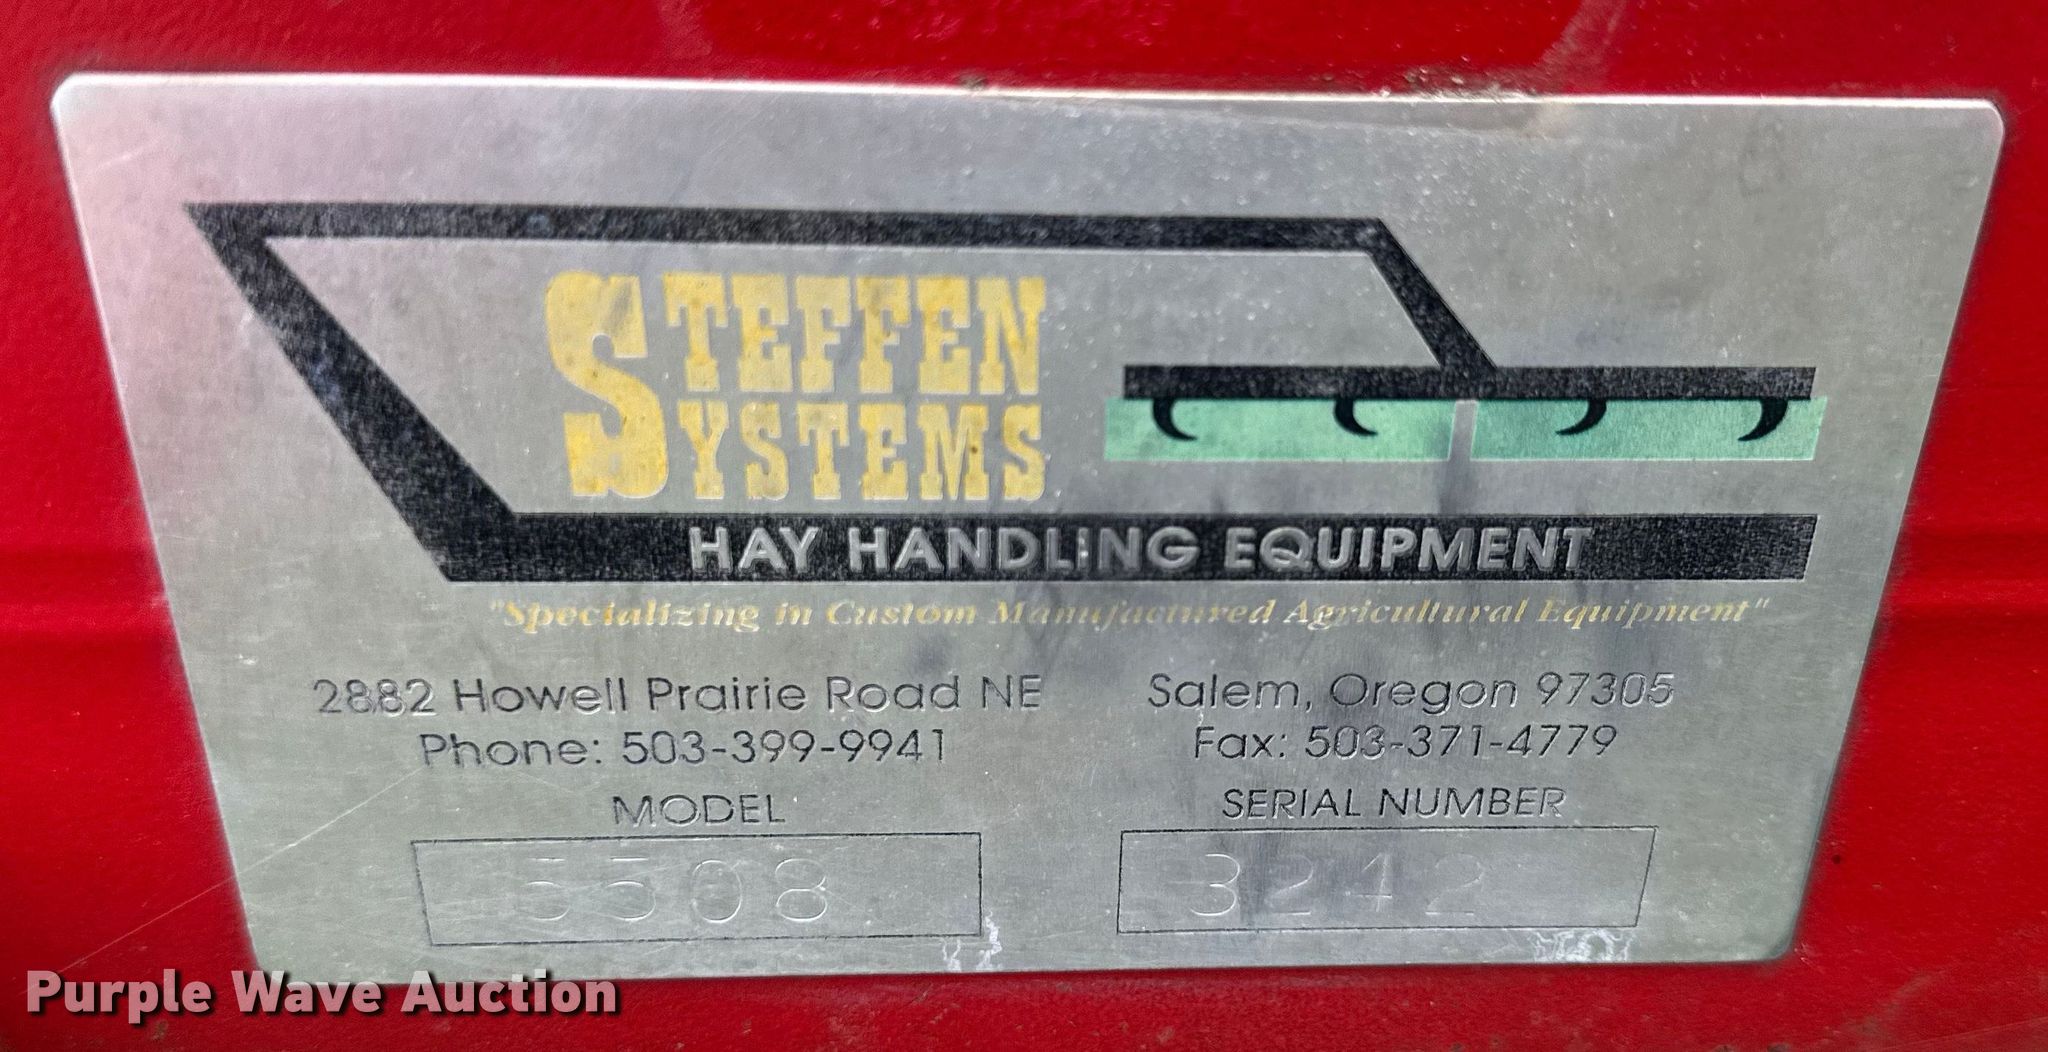 STEFFEN
SYSTEMS
HAY HANDLING EQUIPMENT
"Specializing in Custom Manufactured Agricultural Equipment"
2882 Howell Prairie Road NE Salem, Oregon 97305
Phone: 503-399-9941 Fax: 503-371-4779
MODEL SERIAL NUMBER
5508 3242
Purple Wave Auction